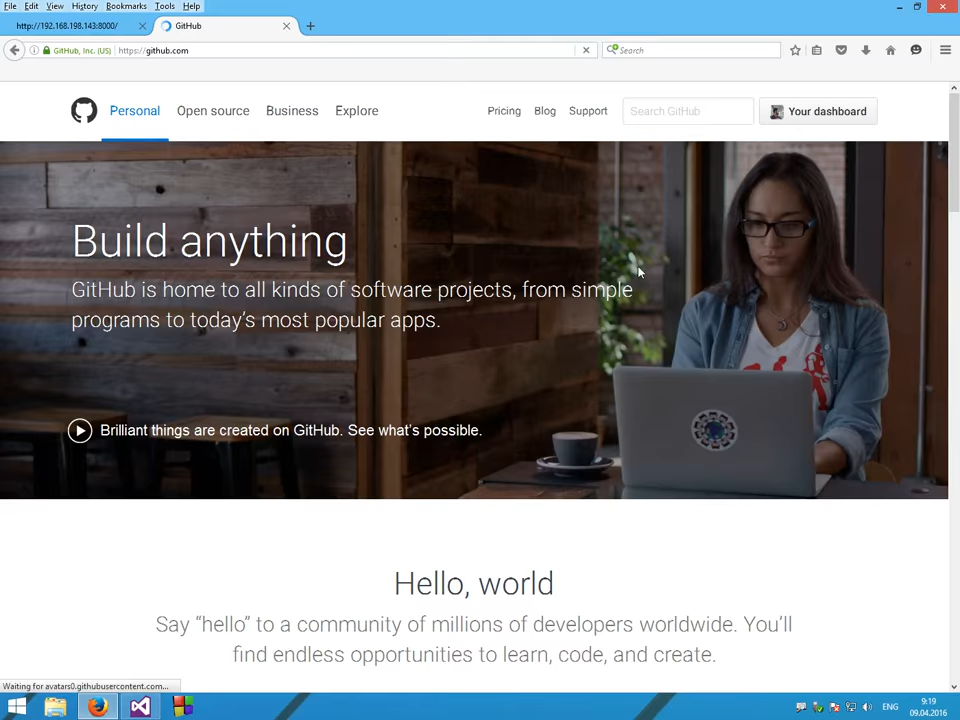 File Edit View History Bookmarks Tools Help
http://192.168.198.143:8000/ GitHub
GitHub, Inc. (US) https://github.com Search
Personal Open source Business Explore Pricing Blog Support Search GitHub Your dashboard
Build anything
GitHub is home to all kinds of software projects, from simple
programs to today’s most popular apps.
Brilliant things are created on GitHub. See what’s possible.
Hello, world
Say “hello” to a community of millions of developers worldwide. You’ll
find endless opportunities to learn, code, and create.
Waiting for avatars0.githubusercontent.com...
ENG
9:19
09.04.2016